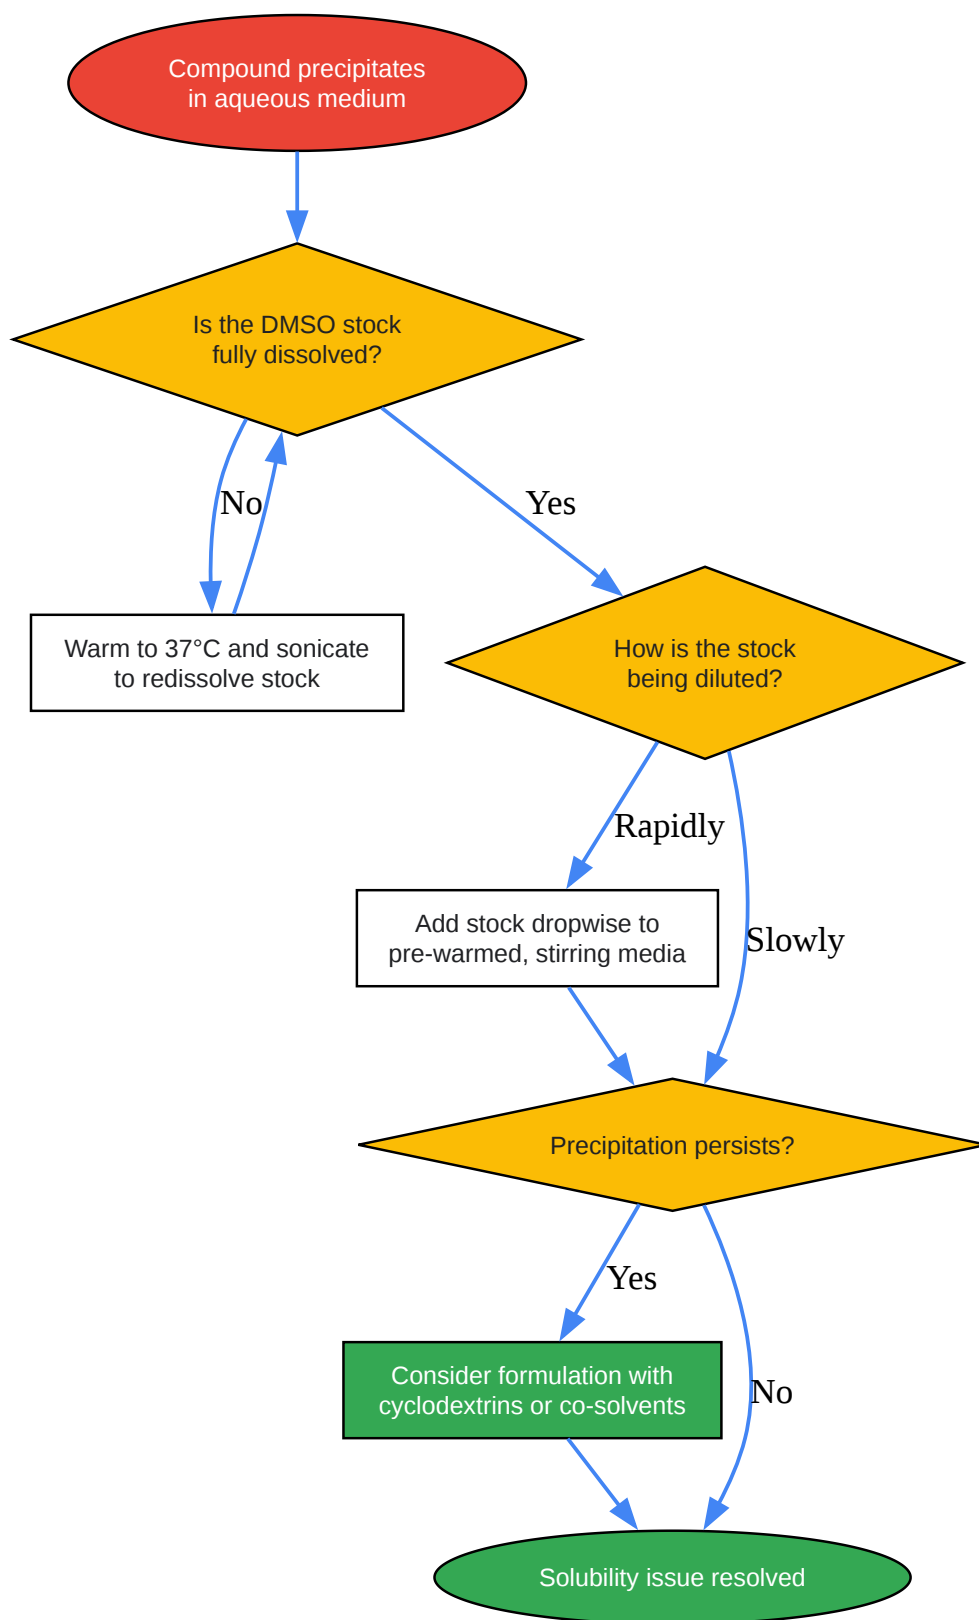 Compound precipitates
in aqueous medium
Is the DMSO stock
fully dissolved?
No
Yes
Warm to 37°C and sonicate
to redissolve stock
How is the stock
being diluted?
Rapidly
Add stock dropwise to
pre-warmed, stirring media
Slowly
Precipitation persists?
Yes
Consider formulation with
cyclodextrins or co-solvents
No
Solubility issue resolved